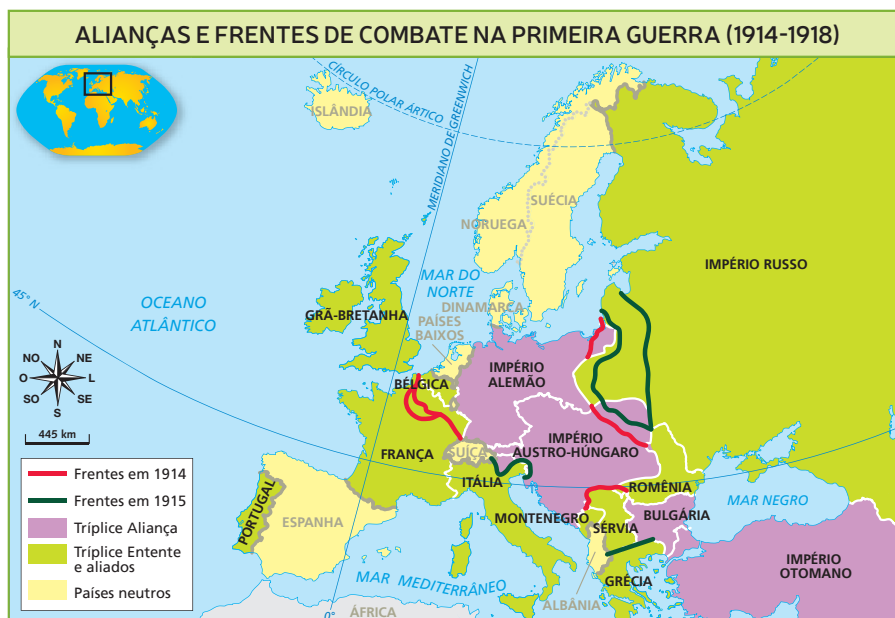 ALIANÇAS E FRENTES DE COMBATE NA PRIMEIRA GUERRA (1914-1918)
CÍRCULO POLAR ÁRTICO
ISLÂNDIA
MERIDIANO DE GREENWICH
SUÉCIA
NORUEGA
IMPÉRIO RUSSO
45° N
OCEANO
ATLÂNTICO
MAR DO
NORTE
DINAMARCA
GRÃ-BRETANHA
PAÍSES
BAIXOS
N
NO
NE
O
L
SO
SE
S
445 km
BÉLGICA
IMPÉRIO
ALEMÃO
IMPÉRIO
AUSTRO-HÚNGARO
FRANÇA
SUÍÇA
ITÁLIA
ROMÊNIA
MAR NEGRO
PORTUGAL
ESPANHA
MONTENEGRO
SÉRVIA
BULGÁRIA
IMPÉRIO
OTOMANO
MAR MEDITERRÂNEO
GRÉCIA
ALBÂNIA
0°
ÁFRICA
Frentes em 1914
Frentes em 1915
Tríplice Aliança
Tríplice Entente
e aliados
Países neutros